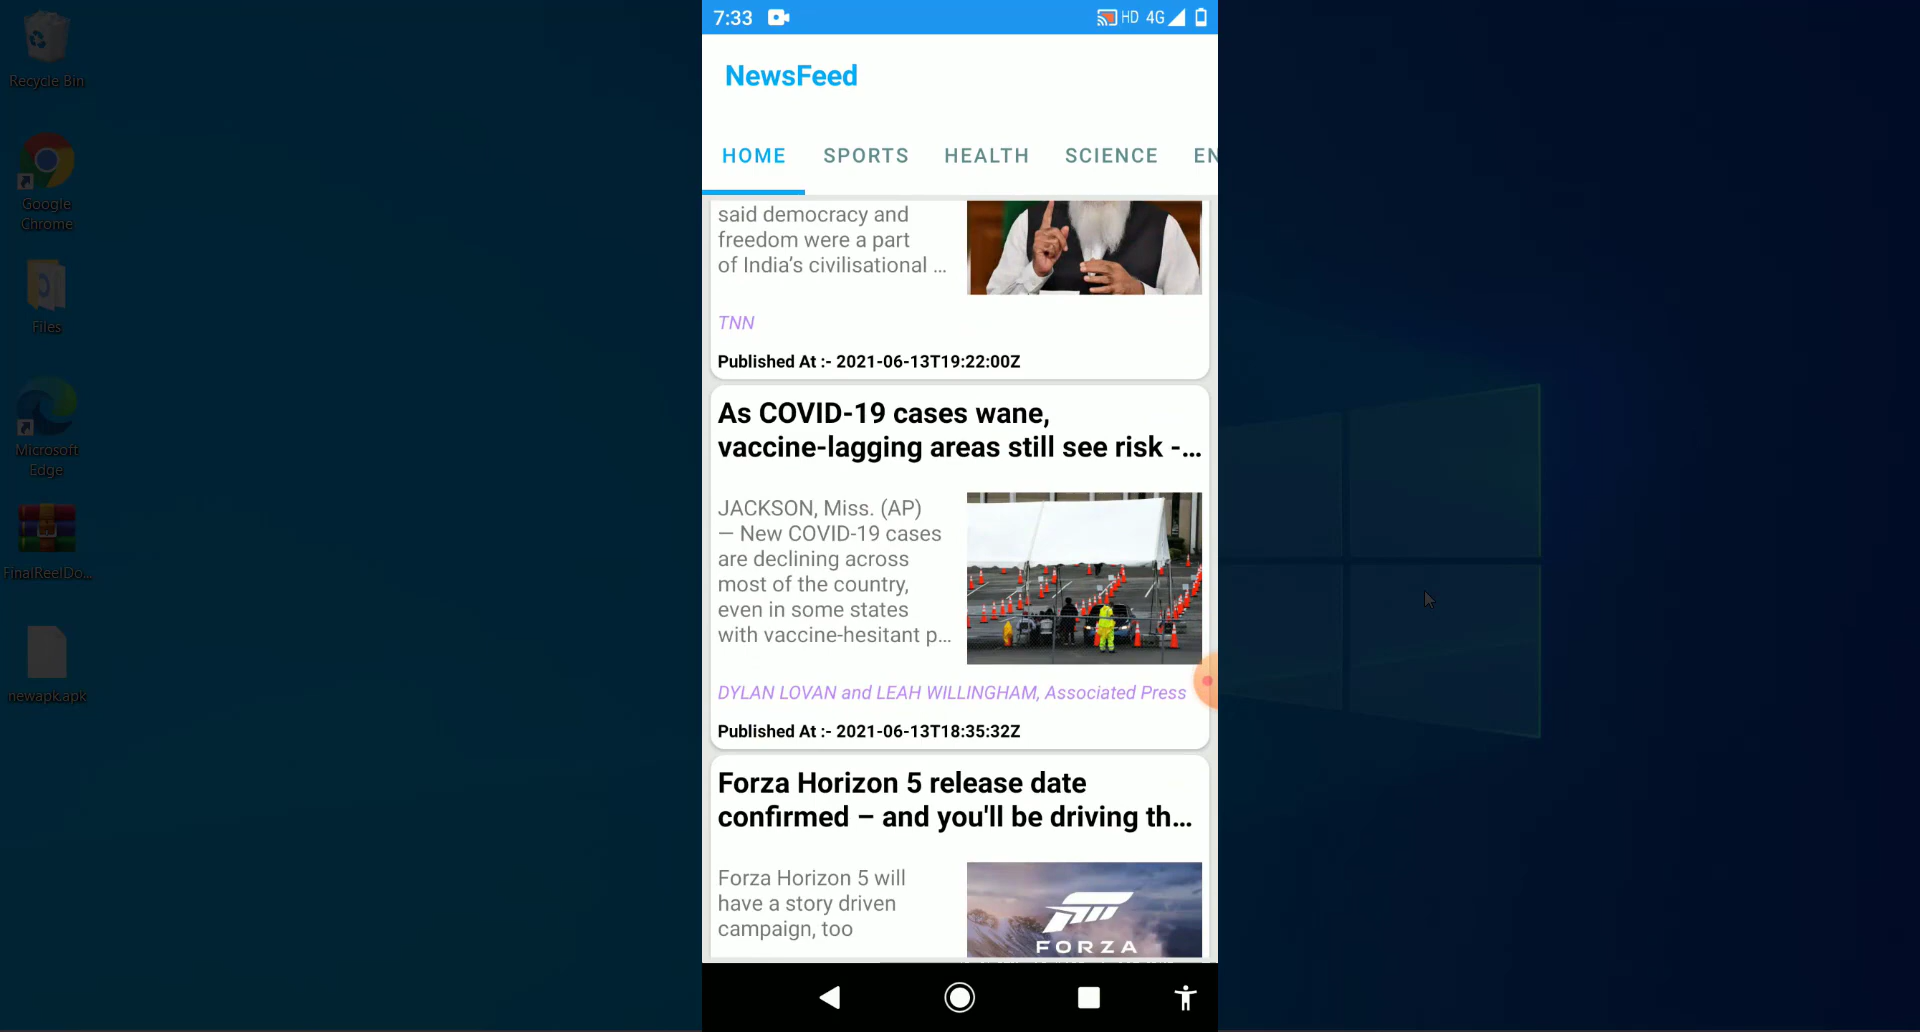 7:33
HD 4G
NewsFeed
HOME SPORTS HEALTH SCIENCE EN
said democracy and
freedom were a part
of India’s civilisational ...
TNN
Published At :- 2021-06-13T19:22:00Z
As COVID-19 cases wane,
vaccine-lagging areas still see risk -...
JACKSON, Miss. (AP)
— New COVID-19 cases
are declining across
most of the country,
even in some states
with vaccine-hesitant p...
DYLAN LOVAN and LEAH WILLINGHAM, Associated Press
Published At :- 2021-06-13T18:35:32Z
Forza Horizon 5 release date
confirmed – and you'll be driving th...
Forza Horizon 5 will
have a story driven
campaign, too
FORZA
Recycle Bin
Google
Chrome
Files
Microsoft
Edge
FinalReelDo...
newapk.apk